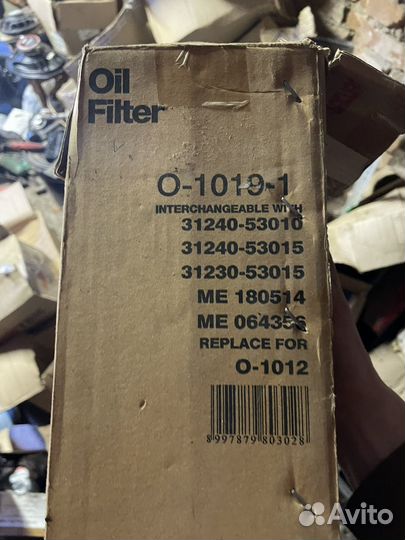 Oil
Filter
O-1019-1
INTERCHANGEABLE WITH
31240-53010
31240-53015
31230-53015
ME 180514
ME 064356
REPLACE FOR
O-1012
8997879803028
Avito